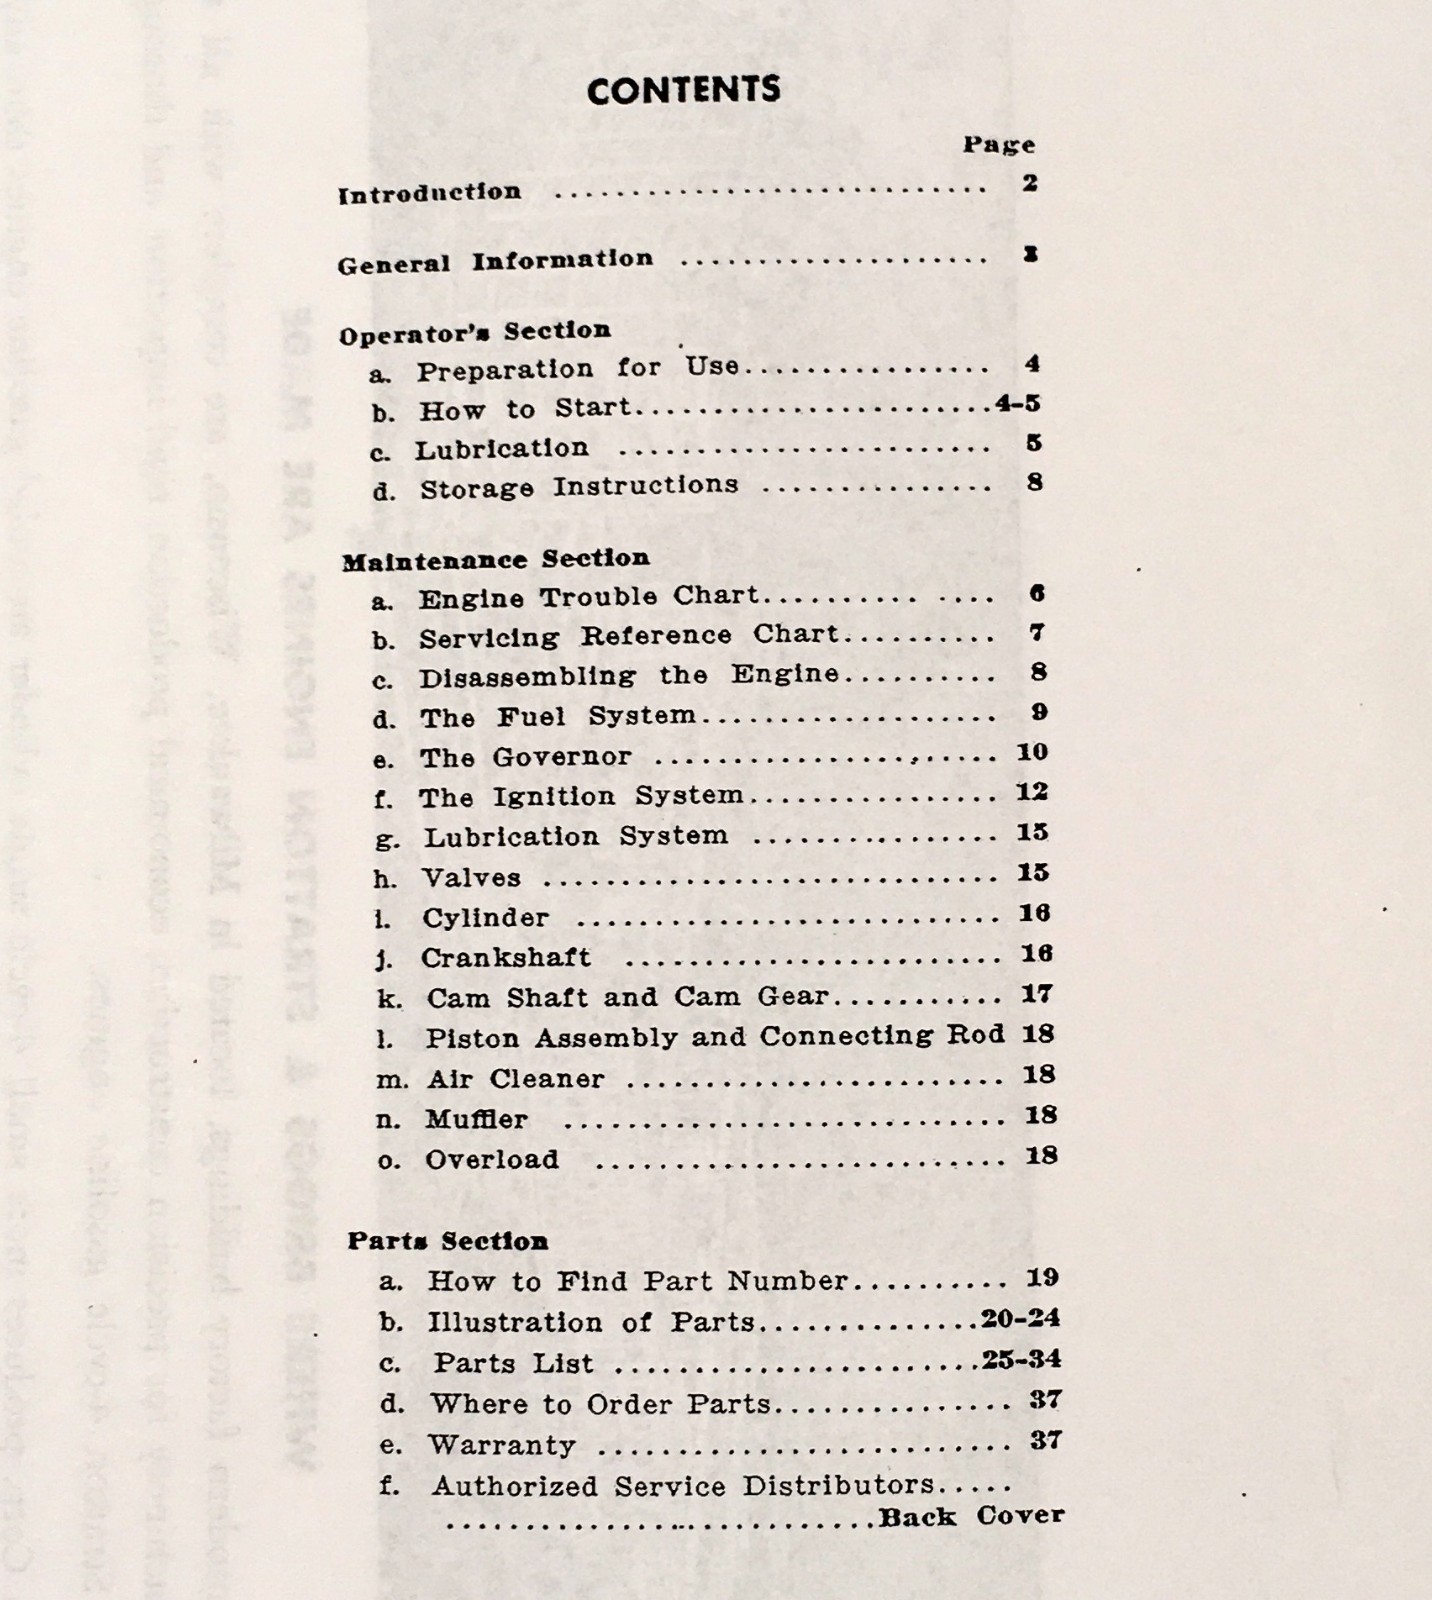 CONTENTS
Page
Introduction ............................ 2
General Information ....................
Operator's Section
a. Preparation for Use................ 4
b. How to Start.......................4-5
c. Lubrication ........................ 5
d. Storage Instructions ............... 8
Maintenance Section
a. Engine Trouble Chart.......... .... 6
b. Servicing Reference Chart.......... 7
c. Disassembling the Engine.......... 8
d. The Fuel System................... 9
e. The Governor ...................... 10
f. The Ignition System................ 12
g. Lubrication System ................ 15
h. Valves ............................. 15
i. Cylinder ........................... 16
j. Crankshaft ........................ 16
k. Cam Shaft and Cam Gear........... 17
l. Piston Assembly and Connecting Rod 18
m. Air Cleaner ........................ 18
n. Muffler ............................ 18
o. Overload .......................... 18
Parts Section
a. How to Find Part Number.......... 19
b. Illustration of Parts..............20-24
c. Parts List .......................25-34
d. Where to Order Parts............... 37
e. Warranty .......................... 37
f. Authorized Service Distributors.....
............................Back Cover